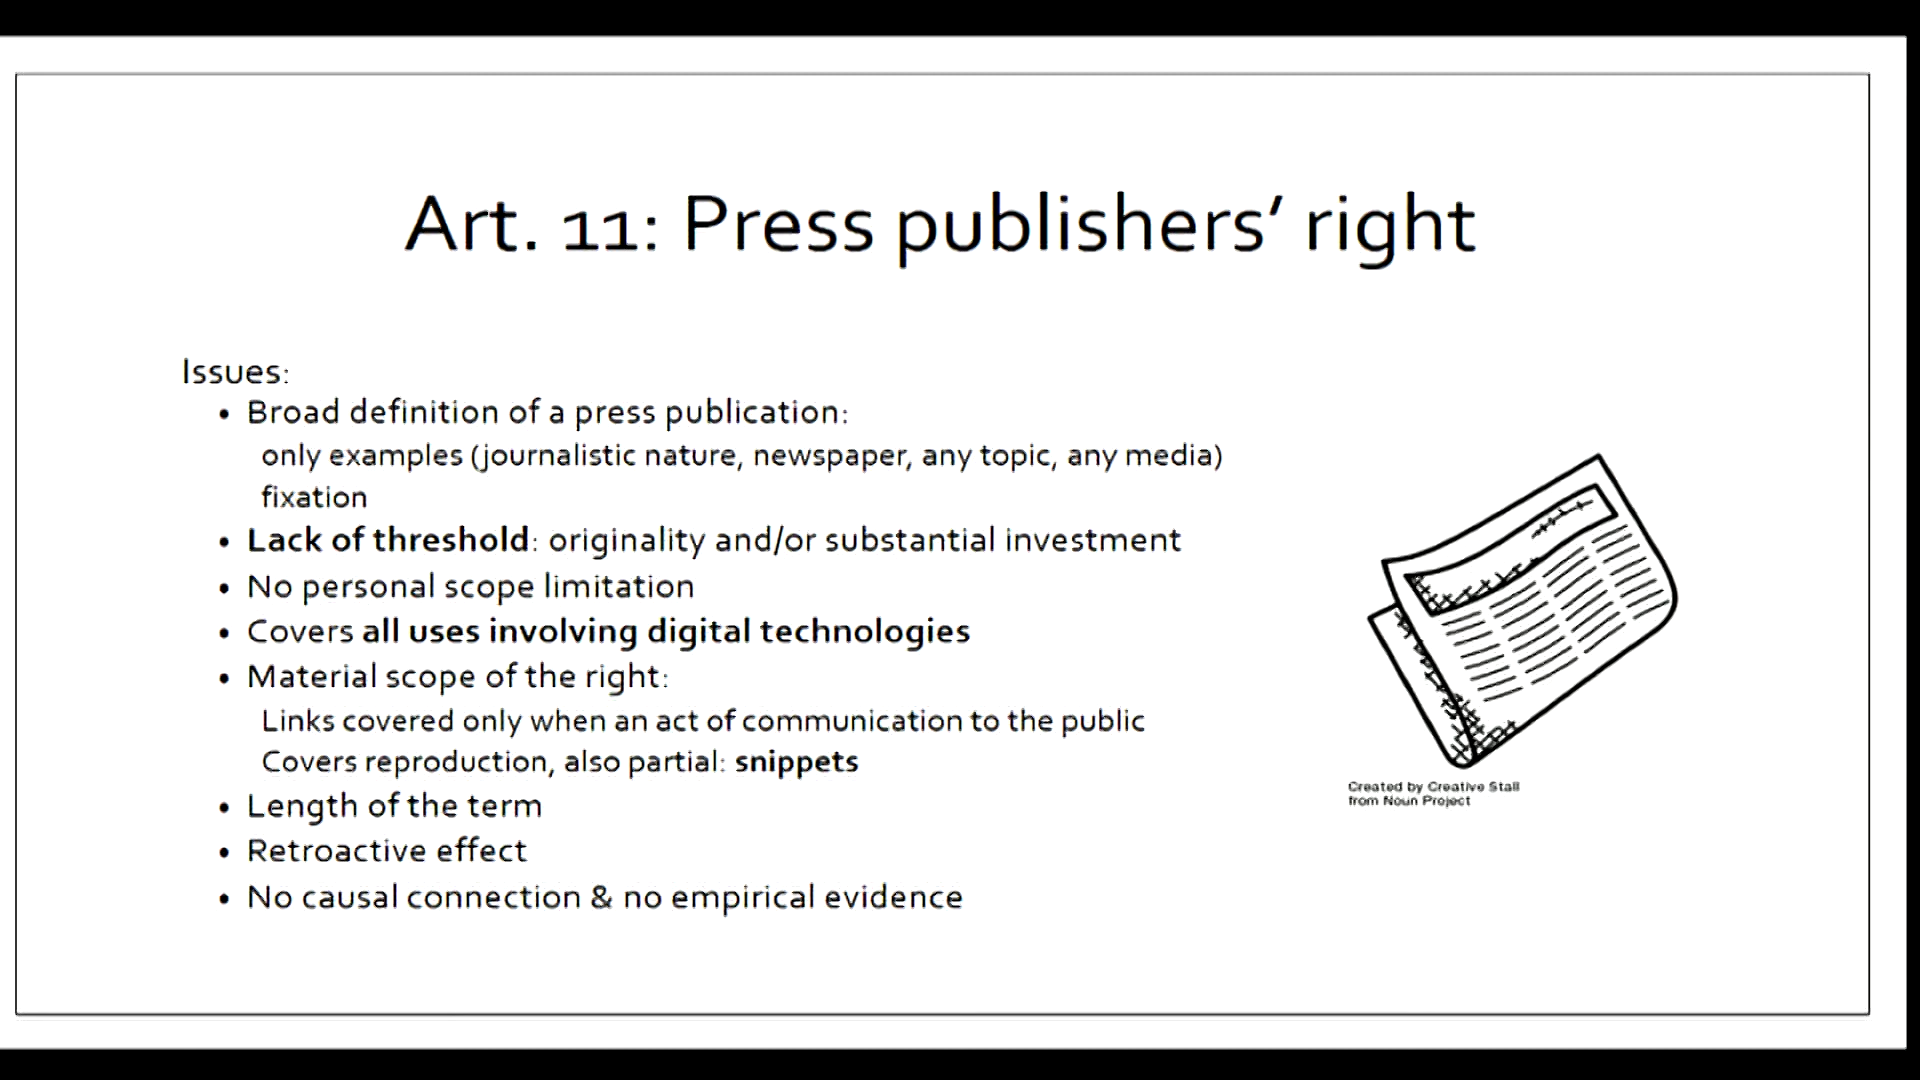 Art. 11: Press publishers’ right
Issues:
• Broad definition of a press publication:
only examples (journalistic nature, newspaper, any topic, any media)
fixation
• Lack of threshold: originality and/or substantial investment
• No personal scope limitation
• Covers all uses involving digital technologies
• Material scope of the right:
Links covered only when an act of communication to the public
Covers reproduction, also partial: snippets
• Length of the term
• Retroactive effect
• No causal connection & no empirical evidence
Created by Creative Stall
from Noun Project